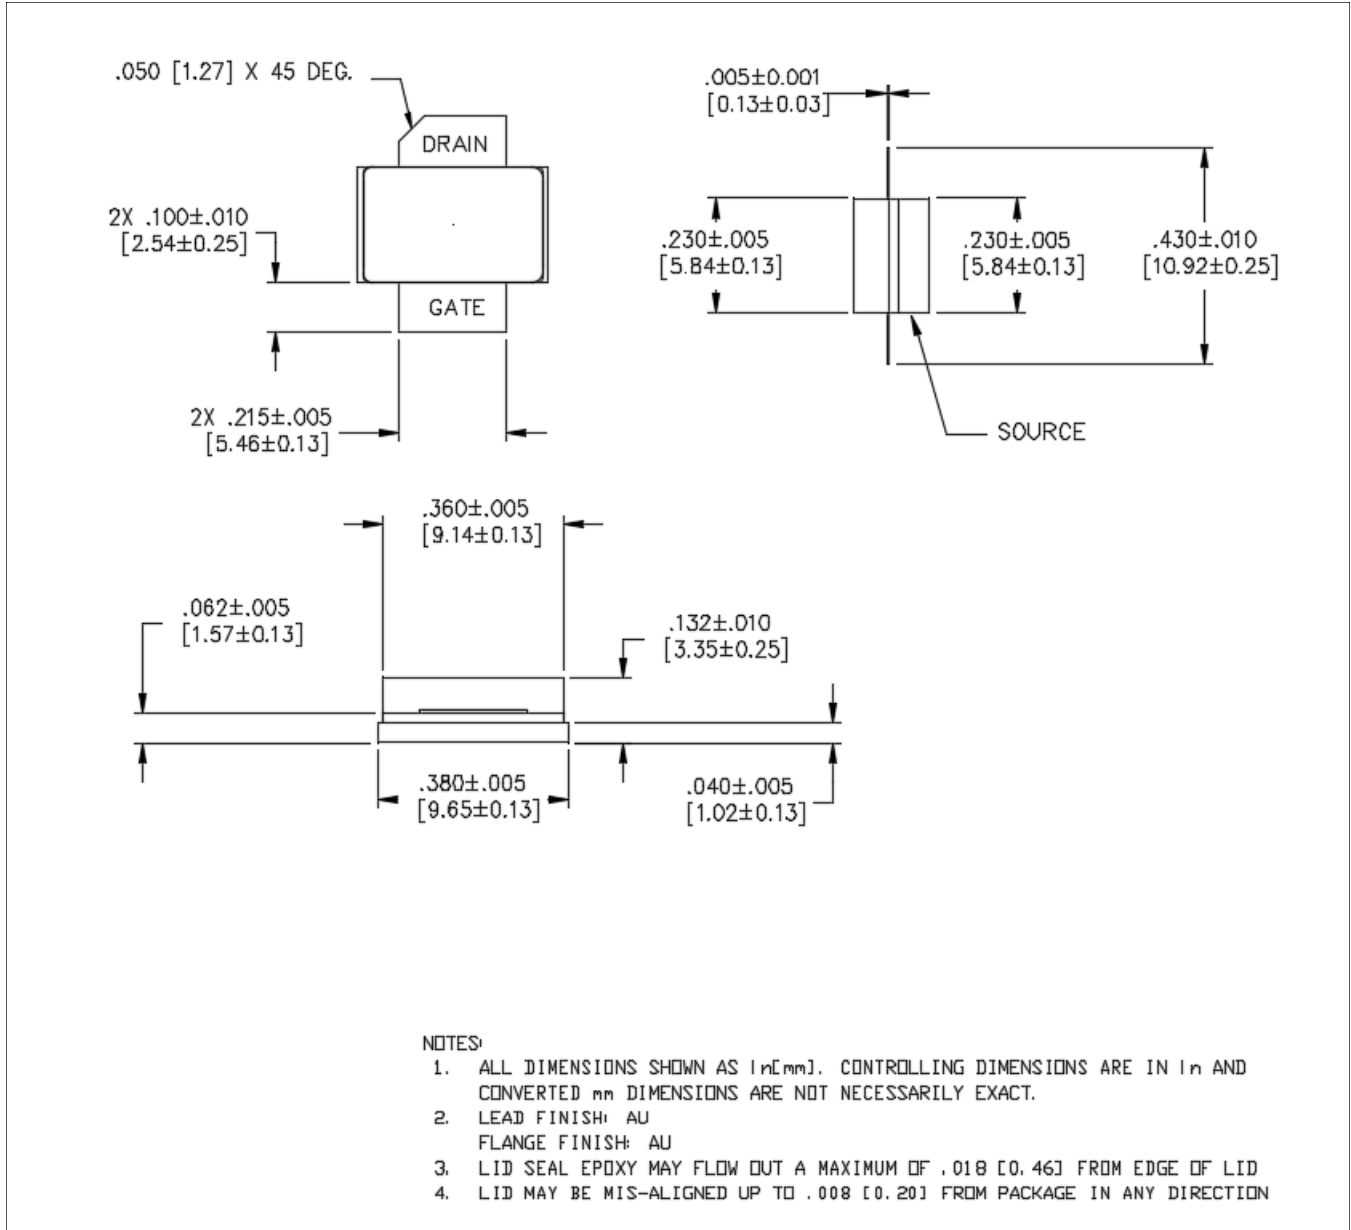 .050 [1.27] X 45 DEG.
DRAIN
2X .100±.010
[2.54±0.25]
GATE
2X .215±.005
[5.46±0.13]
.005±0.001
[0.13±0.03]
.230±.005
[5.84±0.13]
.230±.005
[5.84±0.13]
.430±.010
[10.92±0.25]
SOURCE
.360±.005
[9.14±0.13]
.062±.005
[1.57±0.13]
.132±.010
[3.35±0.25]
.380±.005
[9.65±0.13]
.040±.005
[1.02±0.13]
NOTES:
1. ALL DIMENSIONS SHOWN AS in[mm]. CONTROLLING DIMENSIONS ARE IN in AND
CONVERTED mm DIMENSIONS ARE NOT NECESSARILY EXACT.
2. LEAD FINISH: AU
FLANGE FINISH: AU
3. LID SEAL EPOXY MAY FLOW OUT A MAXIMUM OF .018 [0.46] FROM EDGE OF LID
4. LID MAY BE MIS-ALIGNED UP TO .008 [0.20] FROM PACKAGE IN ANY DIRECTION